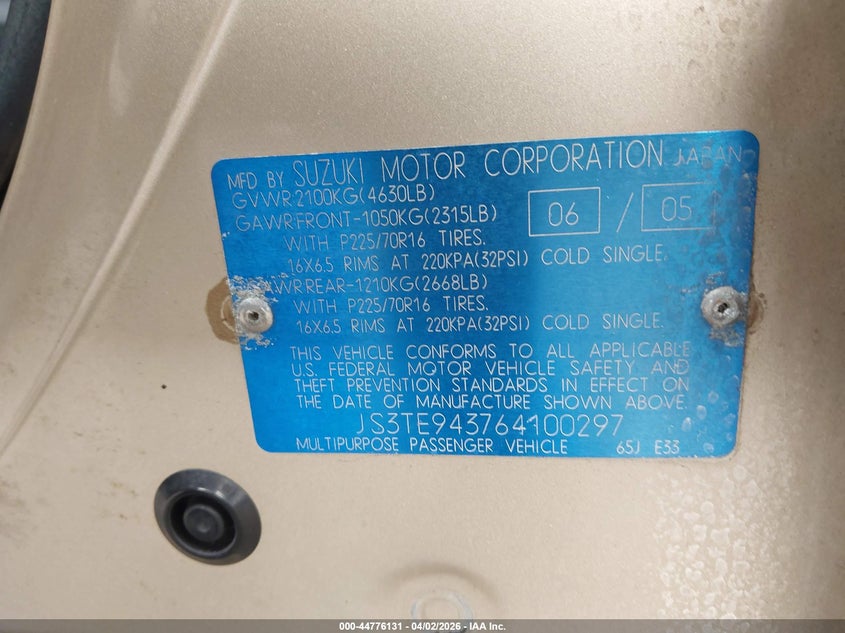 MFD BY SUZUKI MOTOR CORPORATION JAPAN
GVWR 2100KG(4630LB)
GAWR FRONT-1050KG(2315LB) 06 / 05
WITH P225/70R16 TIRES.
16X6.5 RIMS AT 220KPA(32PSI) COLD SINGLE.
GAWR REAR-1210KG(2668LB)
WITH P225/70R16 TIRES.
16X6.5 RIMS AT 220KPA(32PSI) COLD SINGLE.
THIS VEHICLE CONFORMS TO ALL APPLICABLE
U.S. FEDERAL MOTOR VEHICLE SAFETY, AND
THEFT PREVENTION STANDARDS IN EFFECT ON
THE DATE OF MANUFACTURE SHOWN ABOVE.
JS3TE943764100297
MULTIPURPOSE PASSENGER VEHICLE 65J E33
000-44776131 - 04/02/2026 - IAA Inc.